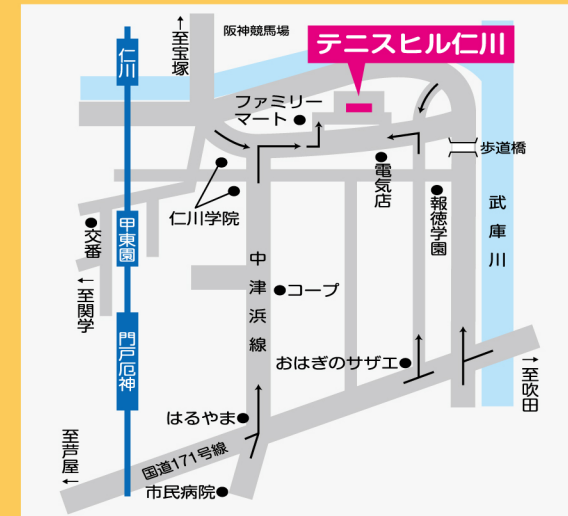 阪神競馬場
至宝塚
仁川
テニスヒル仁川
ファミリー
マート
歩道橋
電気店
仁川学院
報徳学園
武庫川
交番
甲東園
至関学
中津浜線
コープ
門戸厄神
おはぎのサザエ
至吹田
はるやま
至芦屋
国道171号線
市民病院